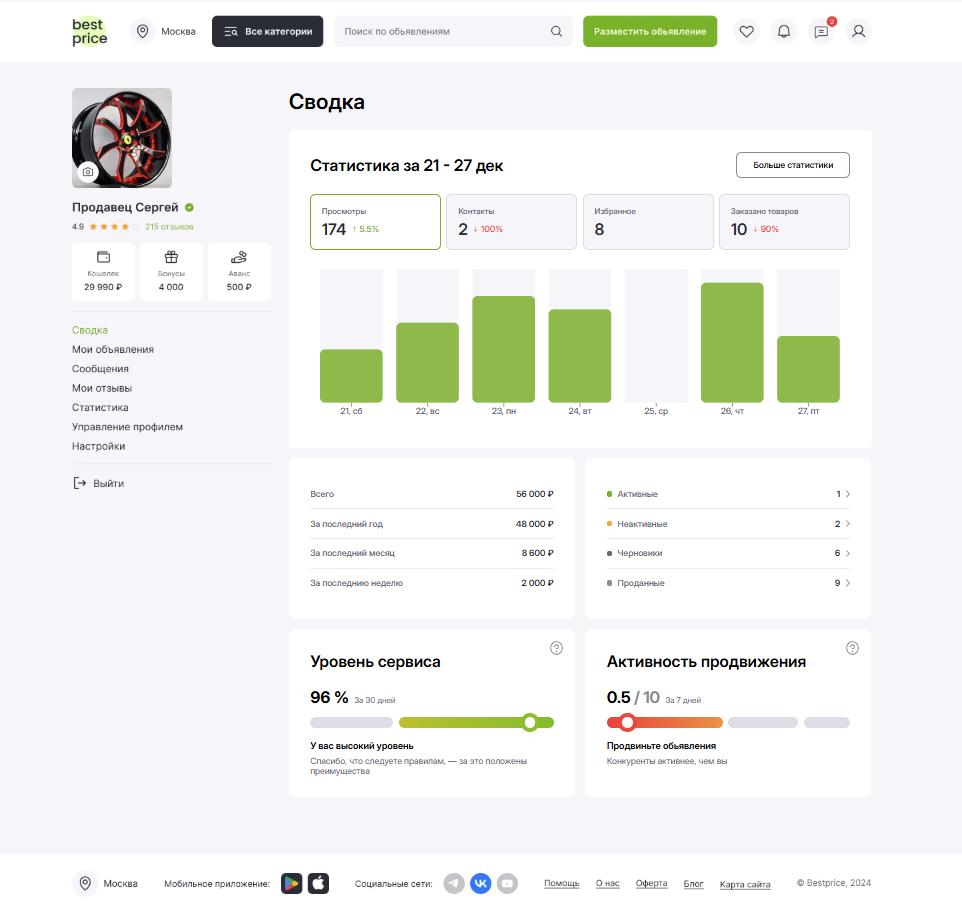 best
price
Москва
Все категории
Поиск по объявлениям
Разместить объявление
2
Продавец Сергей
4.9
215 отзывов
Кошелек
29 990 ₽
Бонусы
4 000
Аванс
500 ₽
Сводка
Мои объявления
Сообщения
Мои отзывы
Статистика
Управление профилем
Настройки
Выйти
Сводка
Статистика за 21 - 27 дек
Больше статистики
Просмотры
174 ↑ 5.5%
Контакты
2 ↓ 100%
Избранное
8
Заказано товаров
10 ↓ 90%
21, сб
22, вс
23, пн
24, вт
25, ср
26, чт
27, пт
Всего 56 000 ₽
За последний год 48 000 ₽
За последний месяц 8 600 ₽
За последнию неделю 2 000 ₽
Активные 1
Неактивные 2
Черновики 6
Проданные 9
Уровень сервиса
96 % За 30 дней
У вас высокий уровень
Спасибо, что следуете правилам, — за это положены
преимущества
Активность продвижения
0.5 / 10 За 7 дней
Продвиньте объявления
Конкуренты активнее, чем вы
Москва
Мобильное приложение:
Социальные сети:
Помощь
О нас
Оферта
Блог
Карта сайта
© Bestprice, 2024